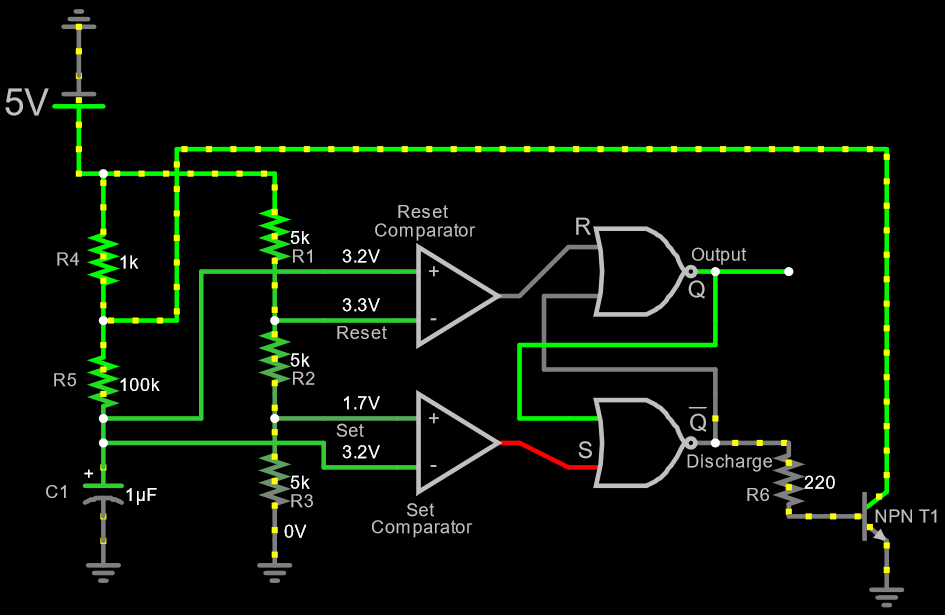 5V
R4
1k
5k
R1
Reset
Comparator
3.2V
+
3.3V
-
Reset
R
Output
Q
R5
100k
5k
R2
1.7V
+
Set
3.2V
-
S
Q
Discharge
+
C1
1µF
5k
R3
0V
Set
Comparator
R6
220
NPN T1